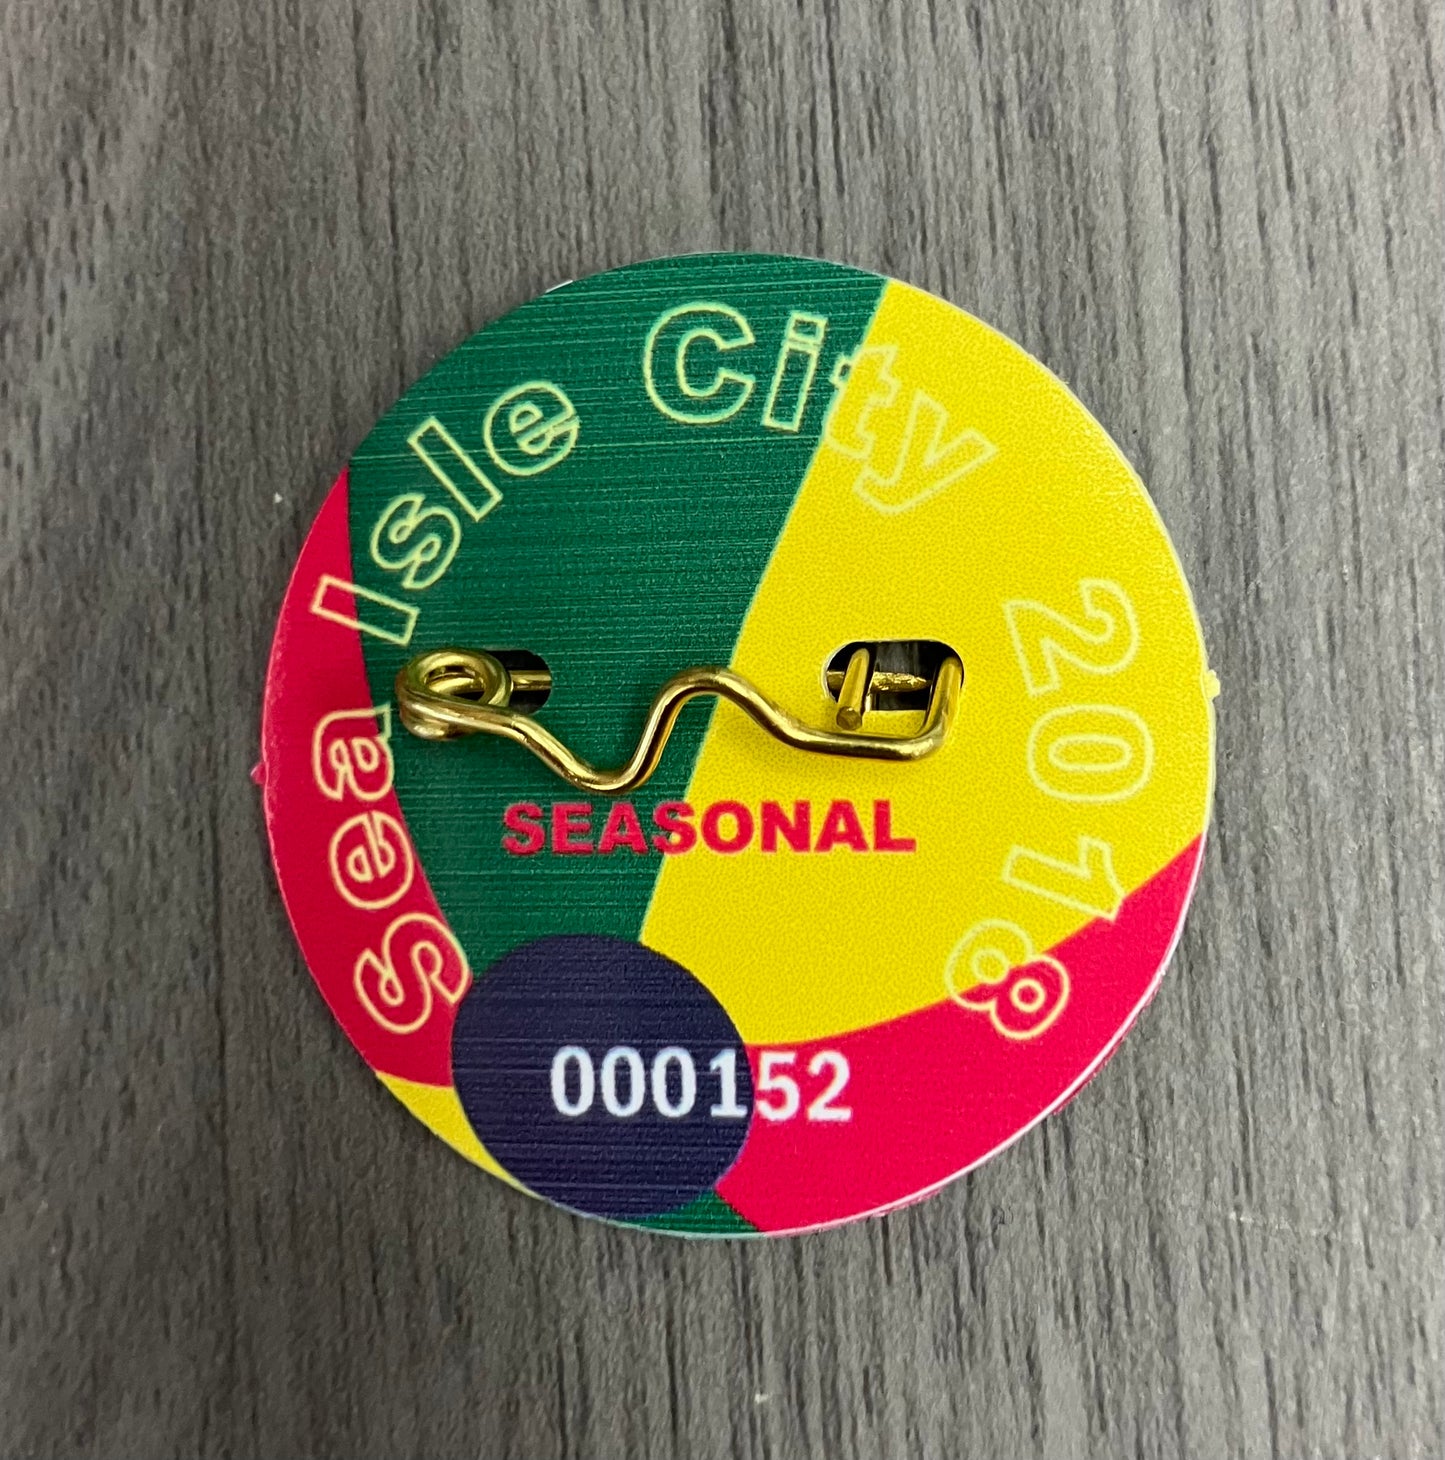 Sea Isle City 2018
SEASONAL
000152